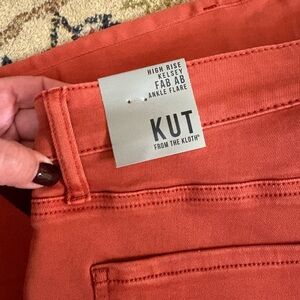 HIGH RISE
KELSEY
FAB AB
ANKLE FLARE
KUT
FROM THE KLOTH®